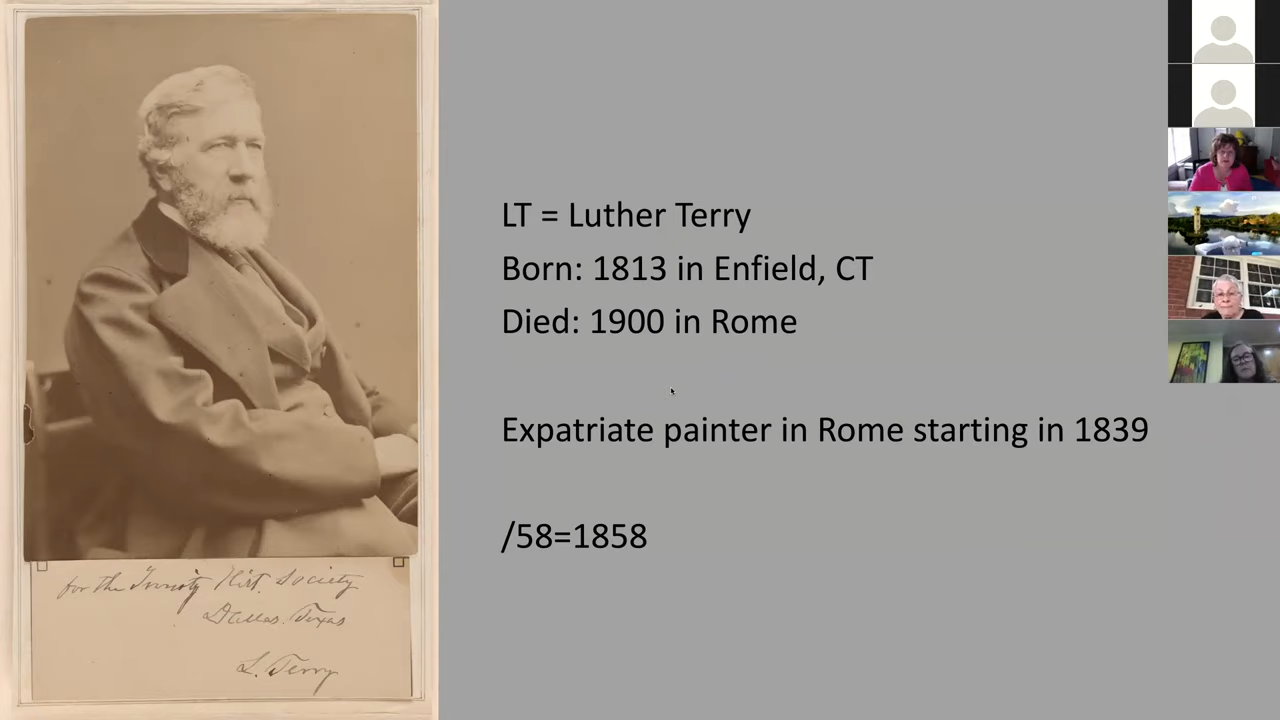 LT = Luther Terry
Born: 1813 in Enfield, CT
Died: 1900 in Rome
Expatriate painter in Rome starting in 1839
/58=1858
for the Trinity Hist. Society
Dallas. Texas
L. Terry